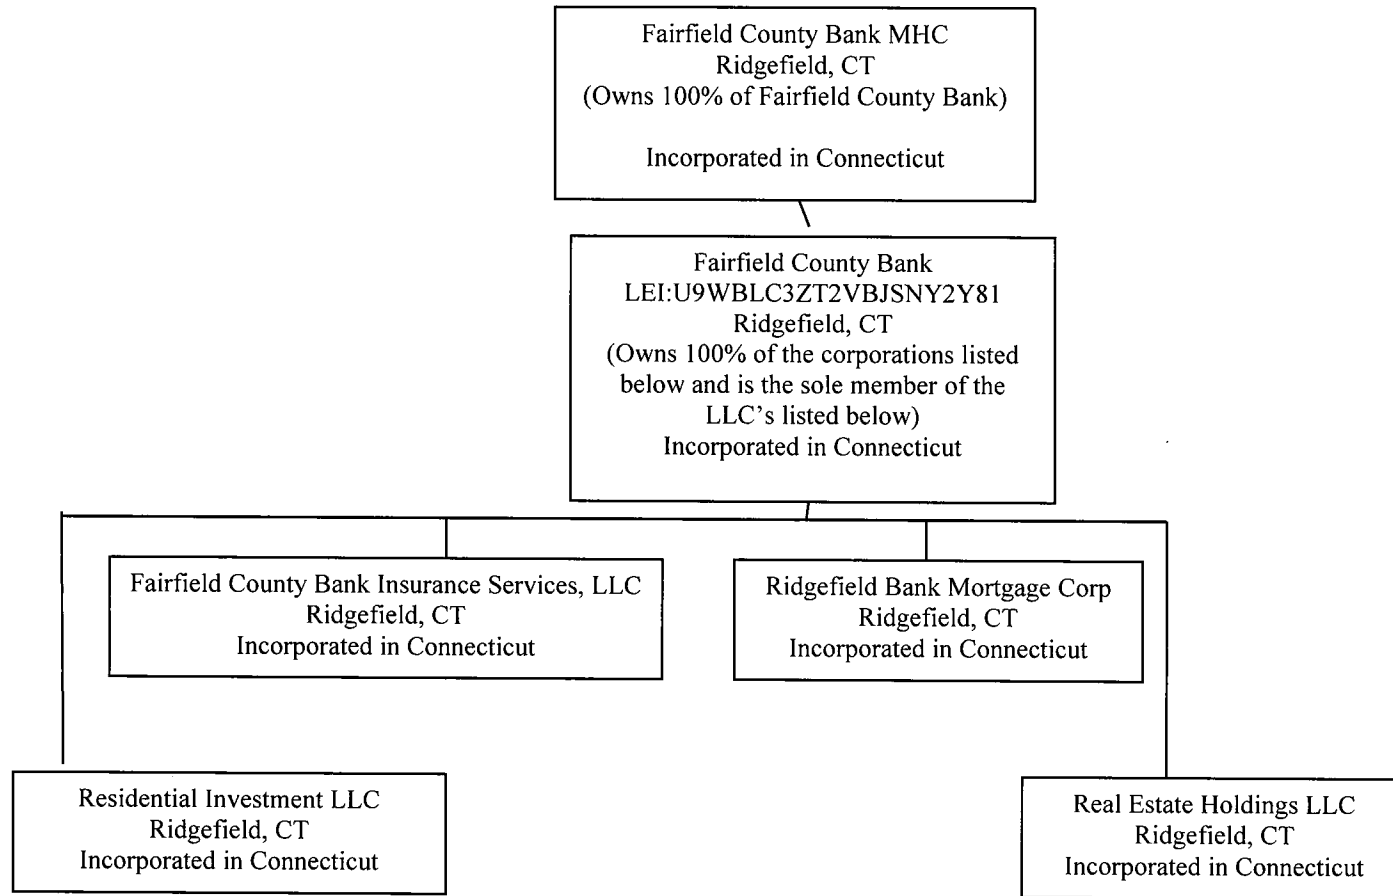 Fairfield County Bank MHC
Ridgefield, CT
(Owns 100% of Fairfield County Bank)
Incorporated in Connecticut
Fairfield County Bank
LEI:U9WBLC3ZT2VBJSNY2Y81
Ridgefield, CT
(Owns 100% of the corporations listed
below and is the sole member of the
LLC's listed below)
Incorporated in Connecticut
Fairfield County Bank Insurance Services, LLC
Ridgefield, CT
Incorporated in Connecticut
Ridgefield Bank Mortgage Corp
Ridgefield, CT
Incorporated in Connecticut
Residential Investment LLC
Ridgefield, CT
Incorporated in Connecticut
Real Estate Holdings LLC
Ridgefield, CT
Incorporated in Connecticut